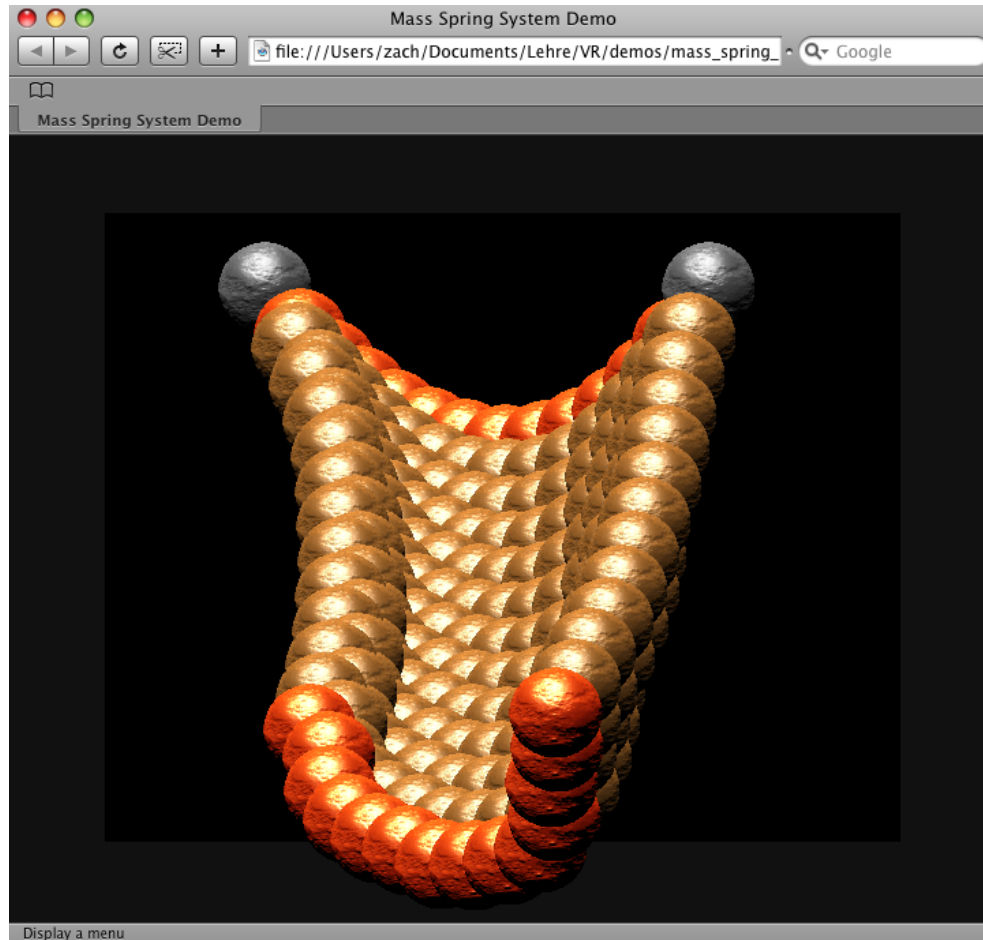 Mass Spring System Demo
file:///Users/zach/Documents/Lehre/VR/demos/mass_spring_
Google
Mass Spring System Demo
Display a menu